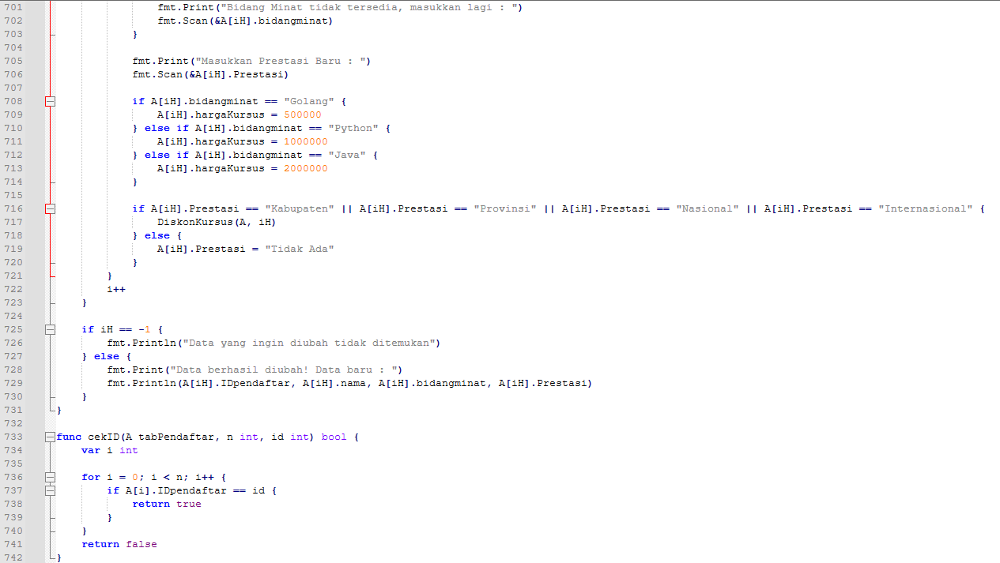 701 fmt.Print("Bidang Minat tidak tersedia, masukkan lagi : ")
702 fmt.Scan(&A[iH].bidangminat)
703 }
704
705 fmt.Print("Masukkan Prestasi Baru : ")
706 fmt.Scan(&A[iH].Prestasi)
707
708 if A[iH].bidangminat == "Golang" {
709 A[iH].hargaKursus = 500000
710 } else if A[iH].bidangminat == "Python" {
711 A[iH].hargaKursus = 1000000
712 } else if A[iH].bidangminat == "Java" {
713 A[iH].hargaKursus = 2000000
714 }
715
716 if A[iH].Prestasi == "Kabupaten" || A[iH].Prestasi == "Provinsi" || A[iH].Prestasi == "Nasional" || A[iH].Prestasi == "Internasional" {
717 DiskonKursus(A, iH)
718 } else {
719 A[iH].Prestasi = "Tidak Ada"
720 }
721 }
722 i++
723 }
724
725 if iH == -1 {
726 fmt.Println("Data yang ingin diubah tidak ditemukan")
727 } else {
728 fmt.Print("Data berhasil diubah! Data baru : ")
729 fmt.Println(A[iH].IDpendaftar, A[iH].nama, A[iH].bidangminat, A[iH].Prestasi)
730 }
731 }
732
733 func cekID(A tabPendaftar, n int, id int) bool {
734 var i int
735
736 for i = 0; i < n; i++ {
737 if A[i].IDpendaftar == id {
738 return true
739 }
740 }
741 return false
742 }